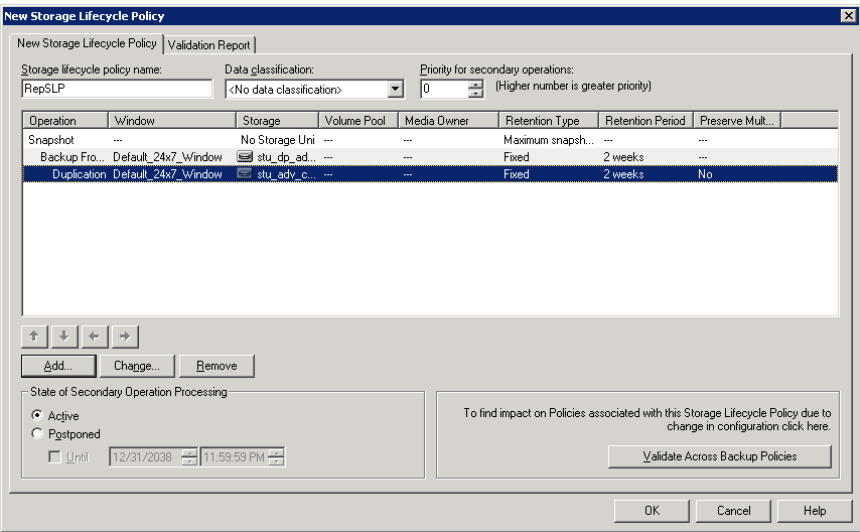 New Storage Lifecycle Policy
New Storage Lifecycle Policy Validation Report
Storage lifecycle policy name: Data classification: Priority for secondary operations:
RepSLP <No data classification> 0 (Higher number is greater priority)
Operation Window Storage Volume Pool Media Owner Retention Type Retention Period Preserve Mult...
Snapshot --- No Storage Uni --- --- Maximum snapsh... --- ---
Backup Fro... Default_24x7_Window stu_dp_ad... --- --- Fixed 2 weeks ---
Duplication Default_24x7_Window stu_adv_c... --- --- Fixed 2 weeks No
Add... Change... Remove
State of Secondary Operation Processing
Active
Postponed
Until 12/31/2038 11:59:59 PM
To find impact on Policies associated with this Storage Lifecycle Policy due to
change in configuration click here.
Validate Across Backup Policies
OK Cancel Help